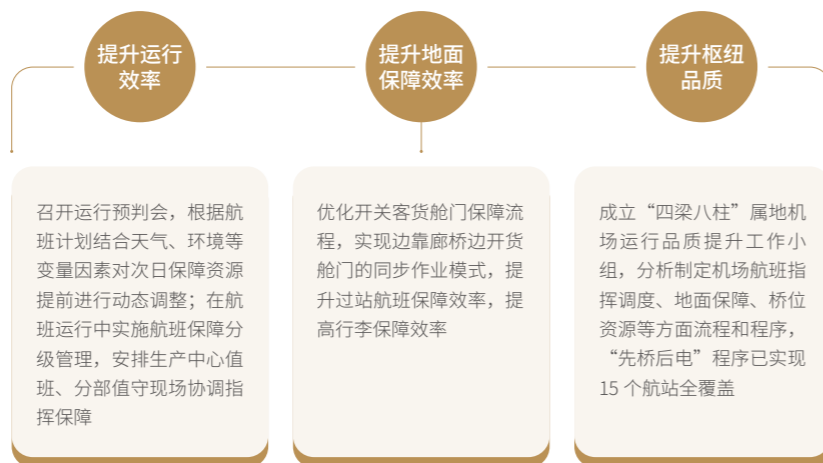 提升运行
效率
提升地面
保障效率
提升枢纽
品质
召开运行预判会，根据航
班计划结合天气、环境等
变量因素对次日保障资源
提前进行动态调整；在航
班运行中实施航班保障分
级管理，安排生产中心值
班、分部值守现场协调指
挥保障
优化开关客货舱门保障流
程，实现边靠廊桥边开货
舱门的同步作业模式，提
升过站航班保障效率，提
高行李保障效率
成立“四梁八柱”属地机
场运行品质提升工作小
组，分析制定机场航班指
挥调度、地面保障、桥位
资源等方面流程和程序，
“先桥后电”程序已实现
15 个航站全覆盖